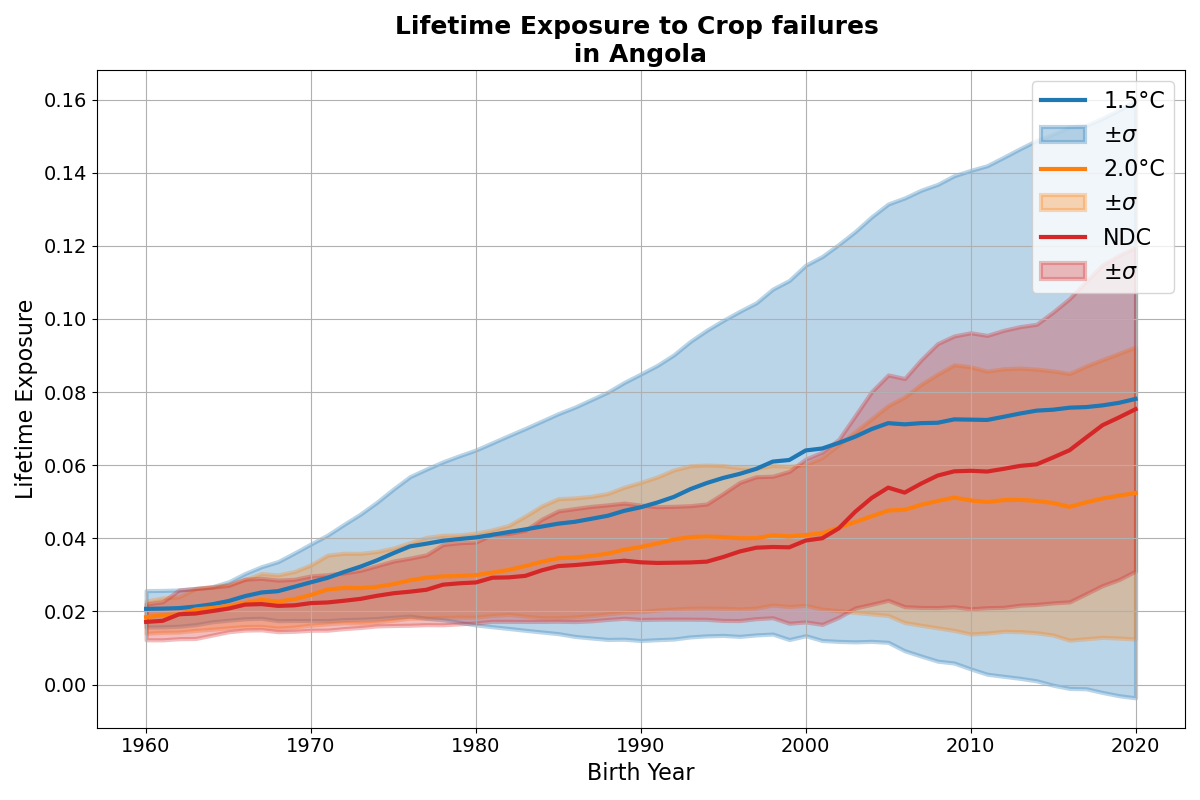 Lifetime Exposure to Crop failures
in Angola
Lifetime Exposure
0.16
0.14
0.12
0.10
0.08
0.06
0.04
0.02
0.00
1960 1970 1980 1990 2000 2010 2020
Birth Year
1.5°C
±σ
2.0°C
±σ
NDC
±σ